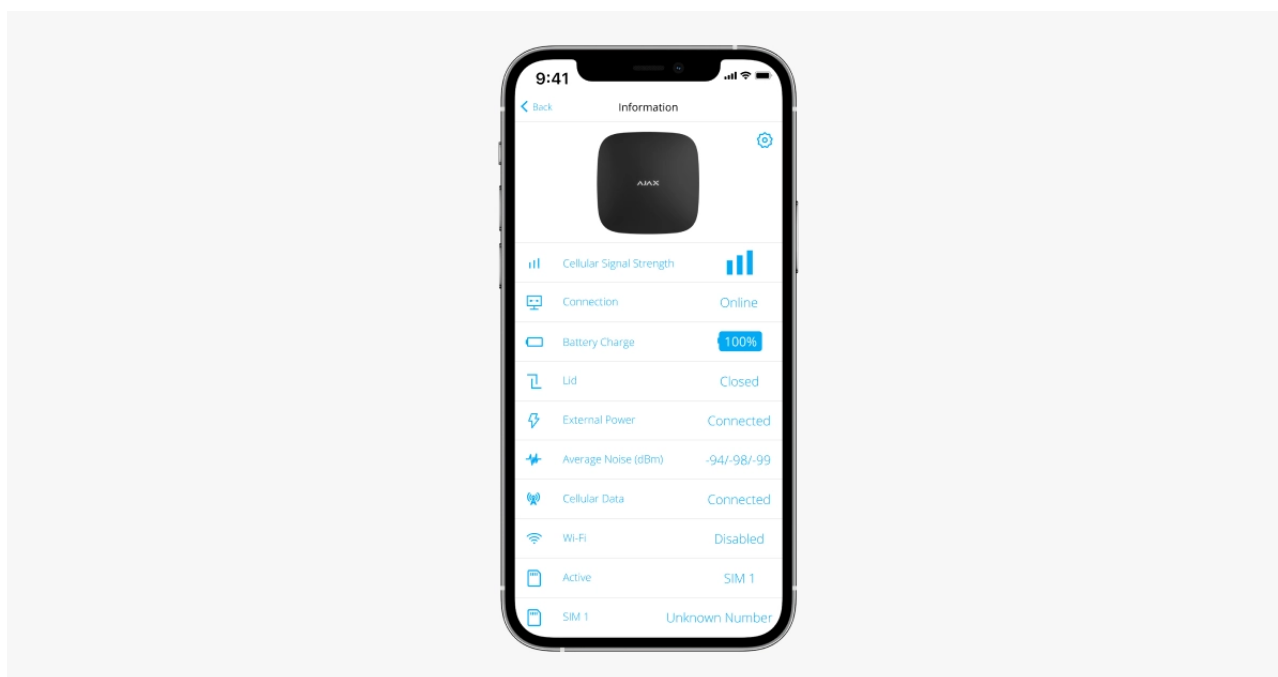 9:41
Back
Information
AJAX
Cellular Signal Strength
Connection Online
Battery Charge 100%
Lid Closed
External Power Connected
Average Noise (dBm) -94/-98/-99
Cellular Data Connected
Wi-Fi Disabled
Active SIM 1
SIM 1 Unknown Number